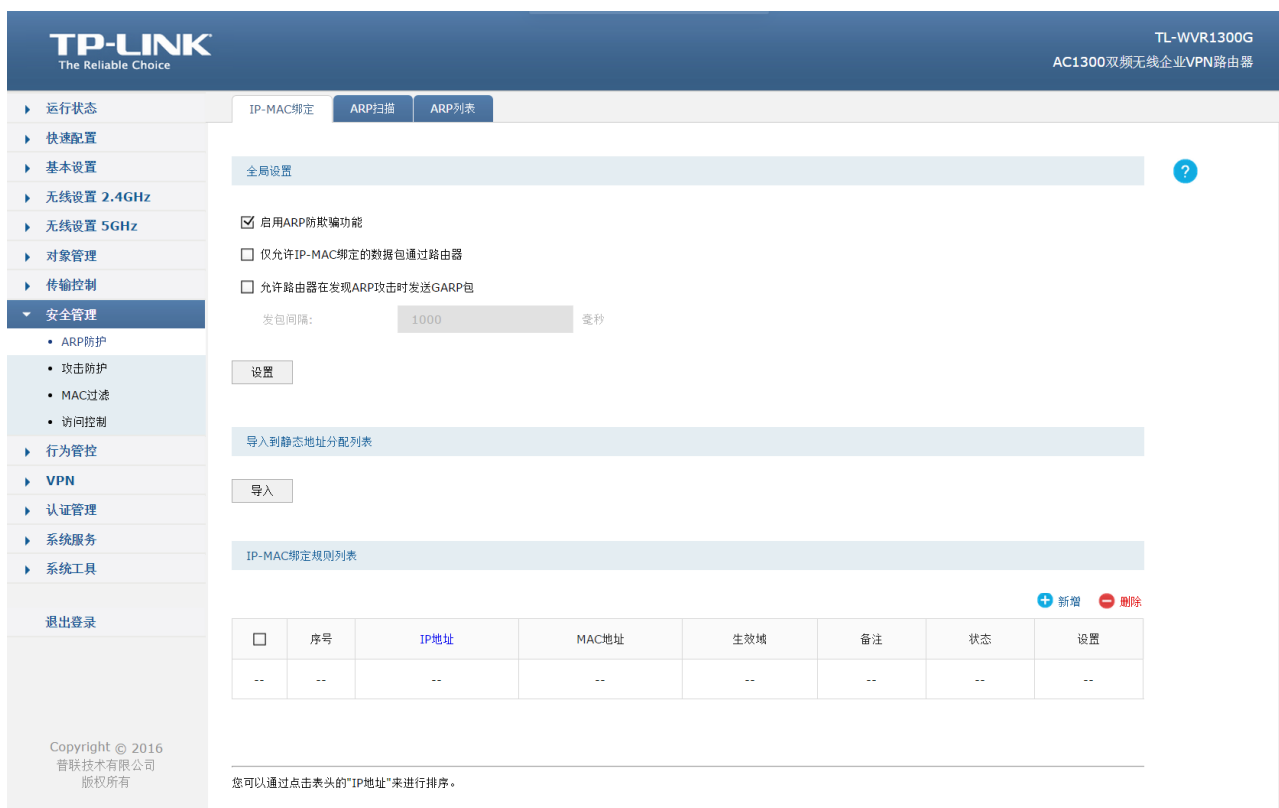 TP-LINK
The Reliable Choice
TL-WVR1300G
AC1300双频无线企业VPN路由器
运行状态
快速配置
基本设置
无线设置 2.4GHz
无线设置 5GHz
对象管理
传输控制
安全管理
ARP防护
攻击防护
MAC过滤
访问控制
行为管控
VPN
认证管理
系统服务
系统工具
退出登录
Copyright © 2016
普联技术有限公司
版权所有
IP-MAC绑定 ARP扫描 ARP列表
全局设置
?
启用ARP防欺骗功能
仅允许IP-MAC绑定的数据包通过路由器
允许路由器在发现ARP攻击时发送GARP包
发包间隔: 1000 毫秒
设置
导入到静态地址分配列表
导入
IP-MAC绑定规则列表
新增 删除
序号 IP地址 MAC地址 生效域 备注 状态 设置
-- -- -- -- -- -- -- --
您可以通过点击表头的"IP地址"来进行排序。